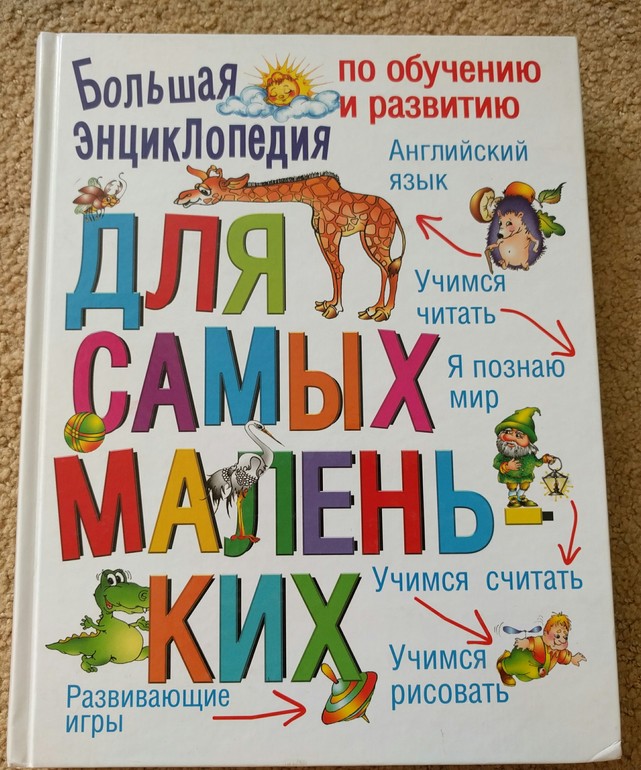 Большая
энциклопедия
по обучению
и развитию
Английский
язык
ДЛЯ
Учимся
читать
САМЫХ
Я познаю
мир
МАЛЕНЬ-
КИХ
Учимся считать
Учимся
рисовать
Развивающие
игры